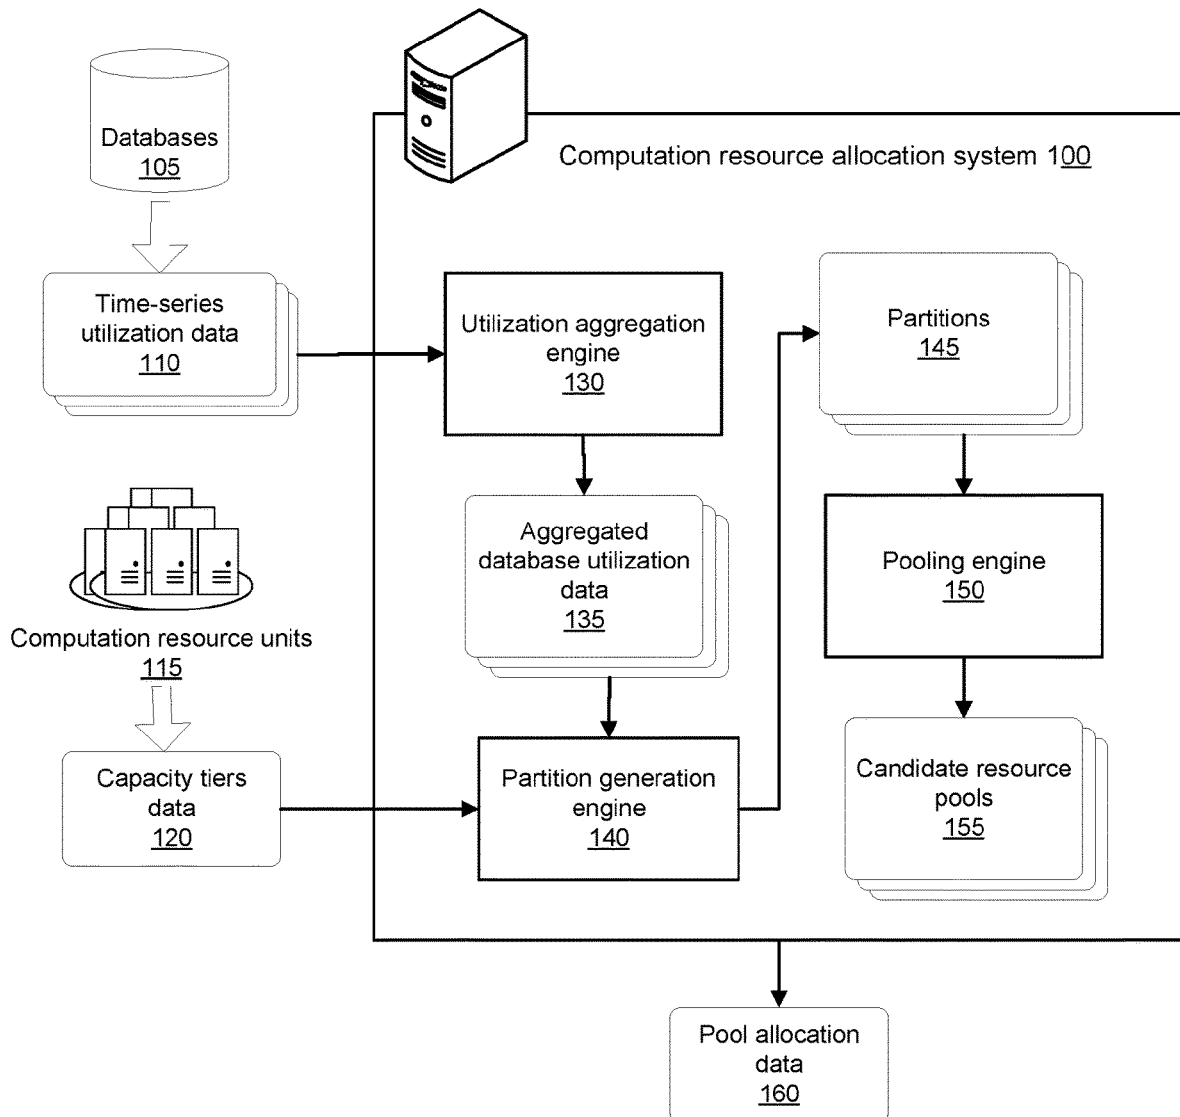 Databases
105
Computation resource allocation system 100
Time-series
utilization data
110
Utilization aggregation
engine
130
Partitions
145
Aggregated
database utilization
data
135
Pooling engine
150
Computation resource units
115
Capacity tiers
data
120
Partition generation
engine
140
Candidate resource
pools
155
Pool allocation
data
160